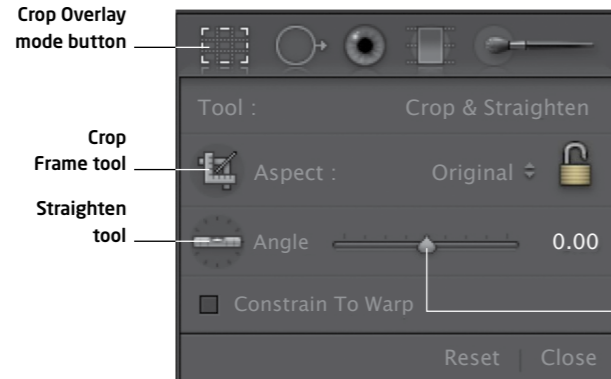 Crop Overlay
mode button
Tool : Crop & Straighten
Crop
Frame tool
Aspect : Original
Straighten
tool
Angle 0.00
Constrain To Warp
Reset Close